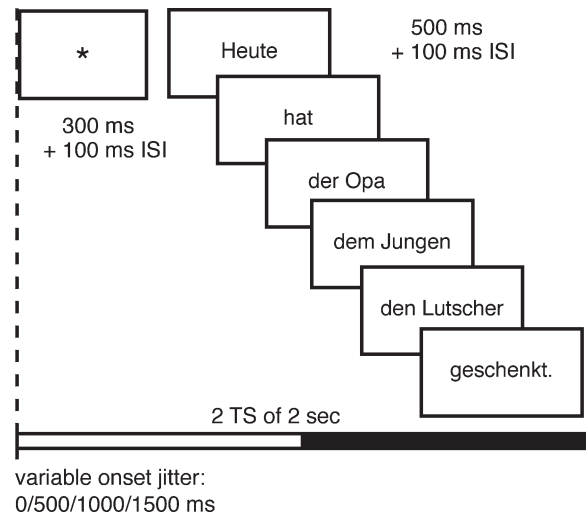 *
300 ms
+ 100 ms ISI
Heute
500 ms
+ 100 ms ISI
hat
der Opa
dem Jungen
den Lutscher
geschenkt.
2 TS of 2 sec
variable onset jitter:
0/500/1000/1500 ms